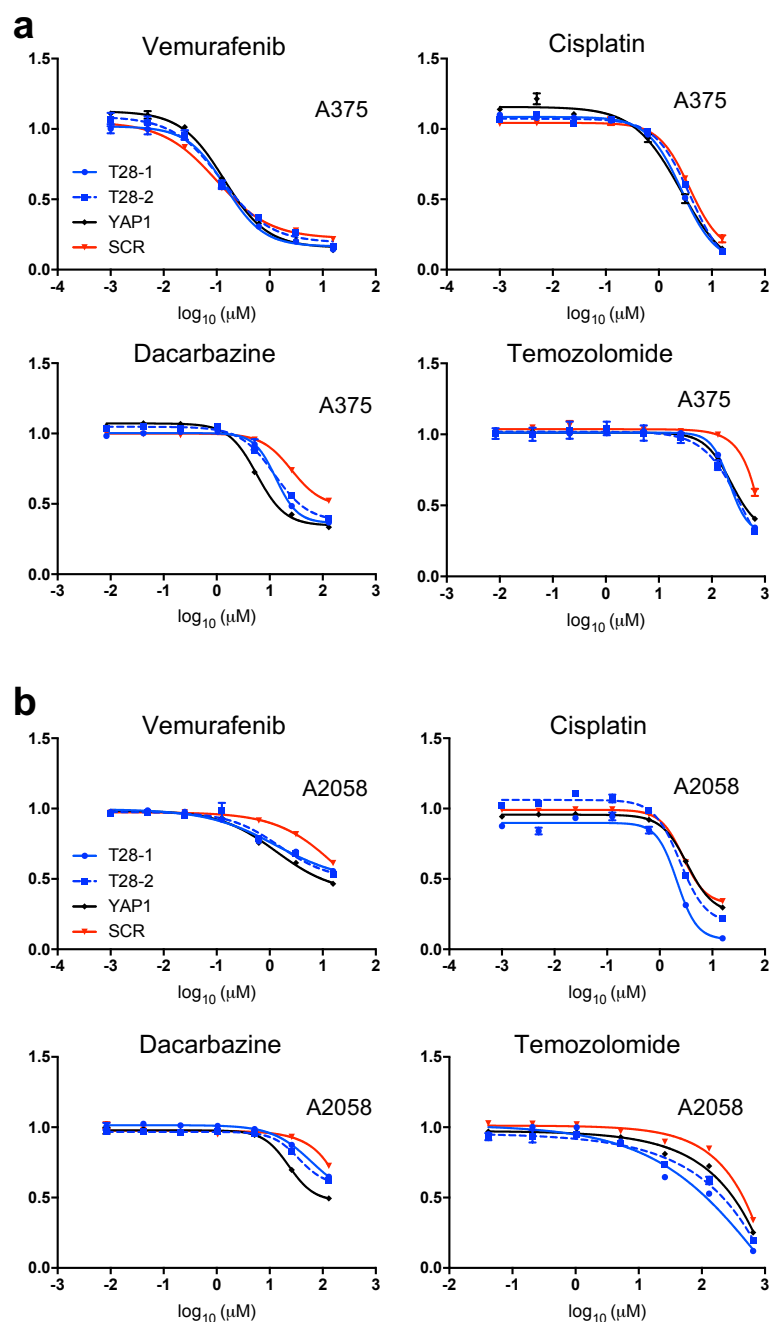 a
Vemurafenib
Cisplatin
1.5
1.0
0.5
0.0
A375
T28-1
T28-2
YAP1
SCR
-4 -3 -2 -1 0 1 2
log10 (μM)
1.5
1.0
0.5
0.0
A375
-4 -3 -2 -1 0 1 2
log10 (μM)
Dacarbazine
Temozolomide
1.5
1.0
0.5
0.0
A375
-3 -2 -1 0 1 2 3
log10 (μM)
1.5
1.0
0.5
0.0
A375
-3 -2 -1 0 1 2 3
log10 (μM)
b
Vemurafenib
Cisplatin
1.5
1.0
0.5
0.0
A2058
T28-1
T28-2
YAP1
SCR
-4 -3 -2 -1 0 1 2
log10 (μM)
1.5
1.0
0.5
0.0
A2058
-4 -3 -2 -1 0 1 2
log10 (μM)
Dacarbazine
Temozolomide
1.5
1.0
0.5
0.0
A2058
-3 -2 -1 0 1 2 3
log10 (μM)
1.5
1.0
0.5
0.0
A2058
-2 -1 0 1 2 3
log10 (μM)